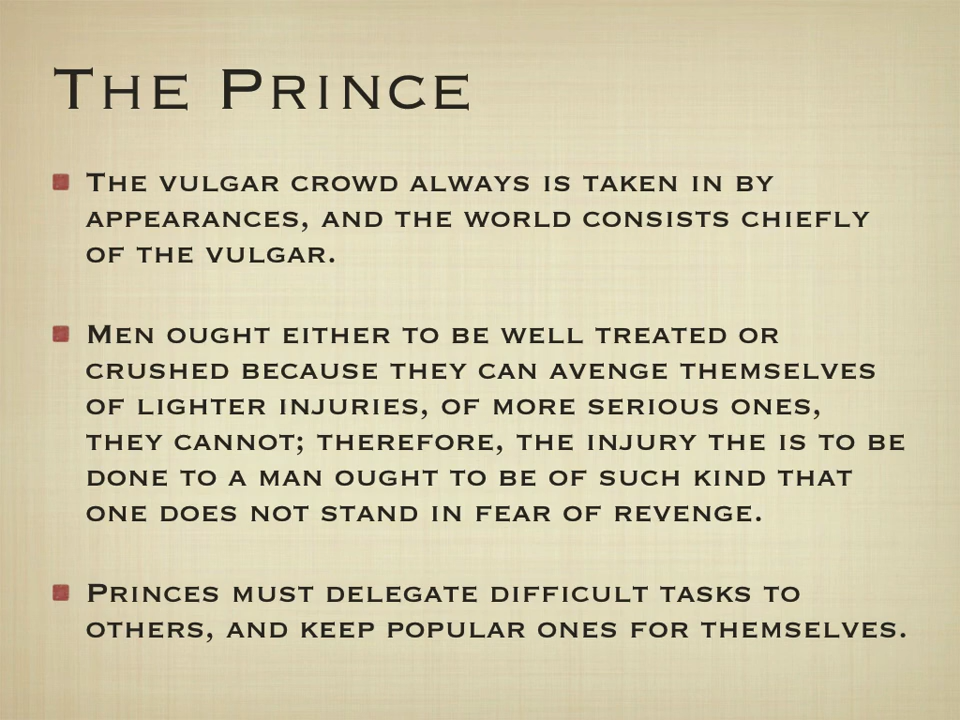 The Prince
The vulgar crowd always is taken in by
appearances, and the world consists chiefly
of the vulgar.
Men ought either to be well treated or
crushed because they can avenge themselves
of lighter injuries, of more serious ones,
they cannot; therefore, the injury the is to be
done to a man ought to be of such kind that
one does not stand in fear of revenge.
Princes must delegate difficult tasks to
others, and keep popular ones for themselves.